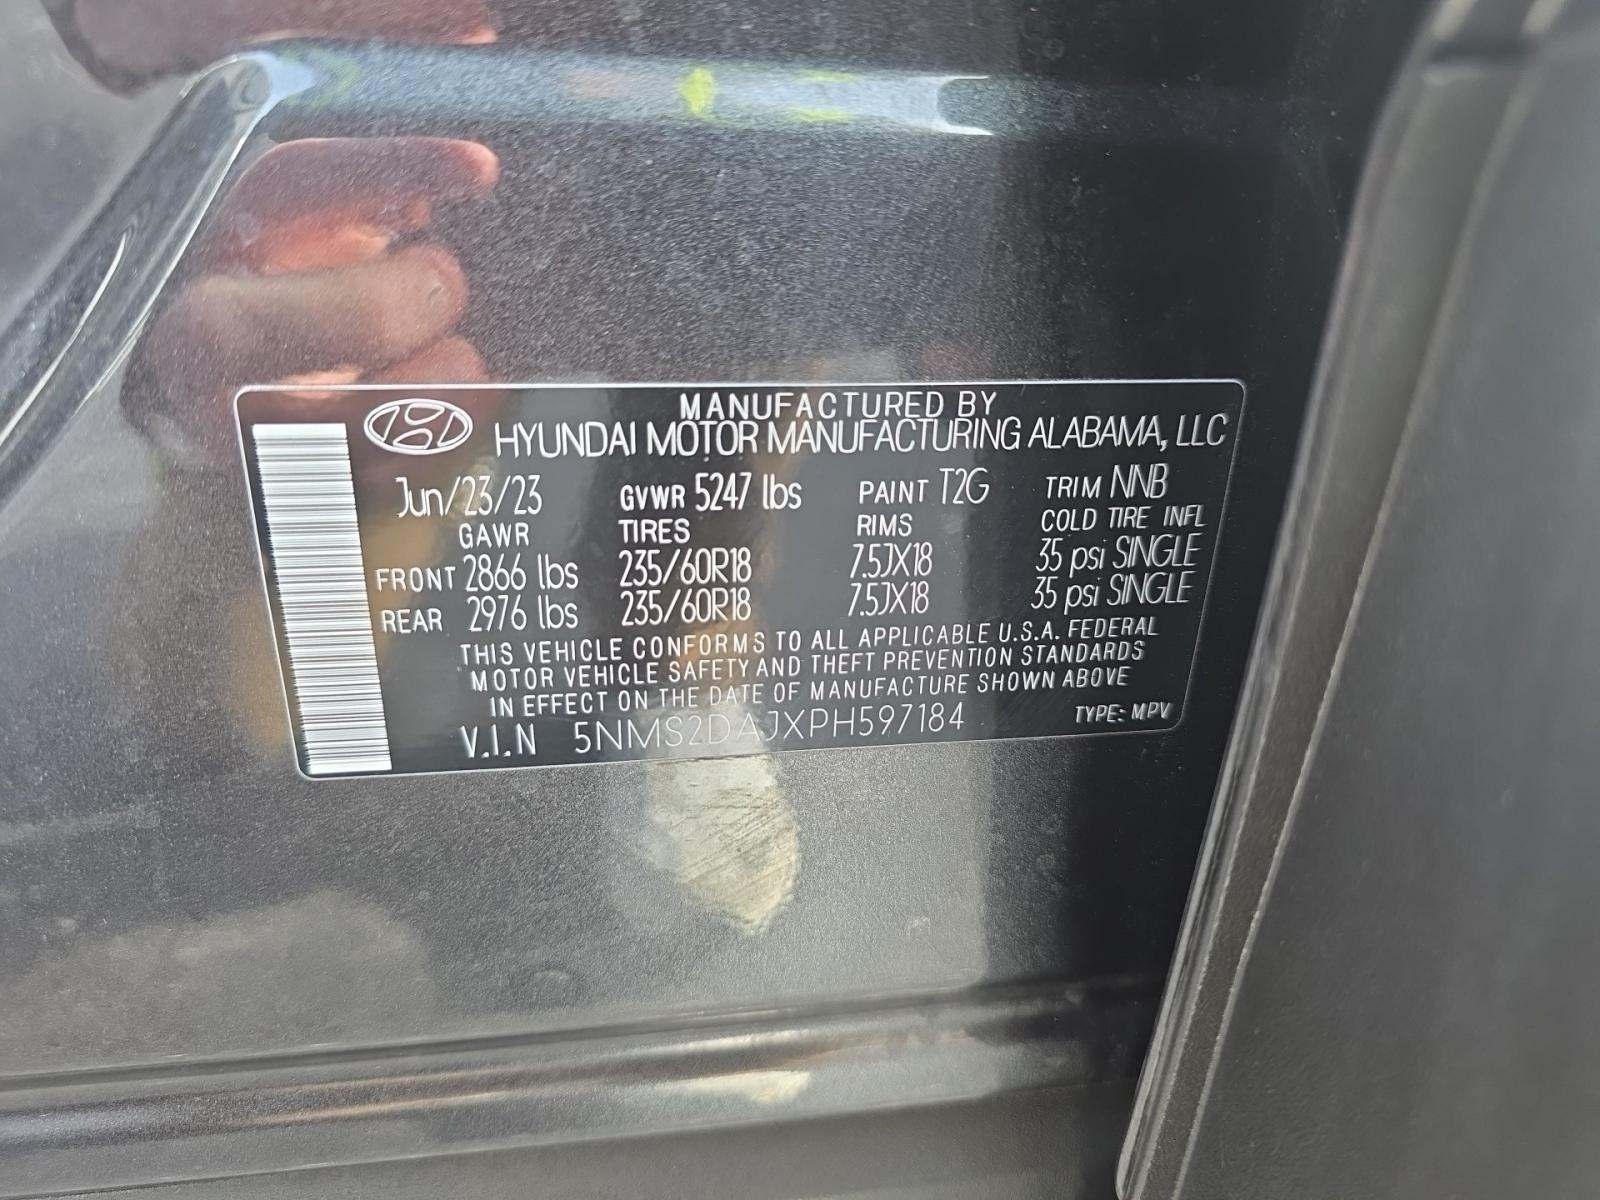 MANUFACTURED BY
HYUNDAI MOTOR MANUFACTURING ALABAMA, LLC
Jun/23/23 GVWR 5247 lbs PAINT T2G TRIM NNB
GAWR TIRES RIMS COLD TIRE INFL
FRONT 2866 lbs 235/60R18 7.5JX18 35 psi SINGLE
REAR 2976 lbs 235/60R18 7.5JX18 35 psi SINGLE
THIS VEHICLE CONFORMS TO ALL APPLICABLE U.S.A. FEDERAL
MOTOR VEHICLE SAFETY AND THEFT PREVENTION STANDARDS
IN EFFECT ON THE DATE OF MANUFACTURE SHOWN ABOVE
V.I.N 5NMS2DAJXPH597184 TYPE: MPV